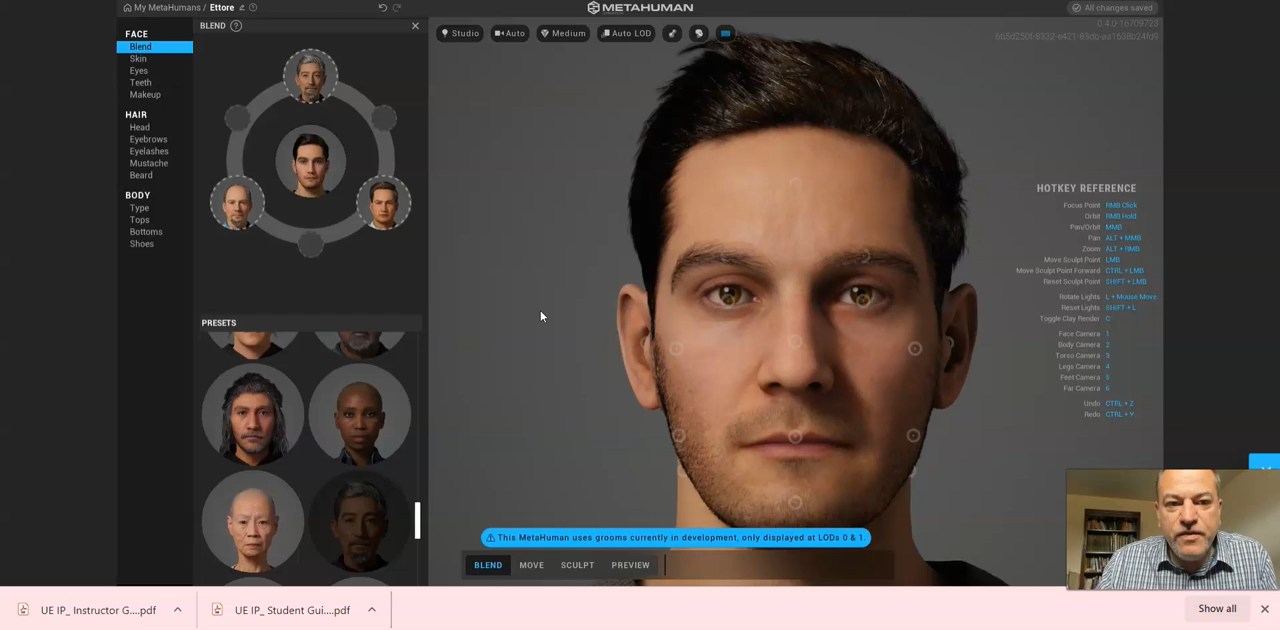 My MetaHumans / Ettore
METAHUMAN
All changes saved
0.4.0-16709723
FACE
Blend
Skin
Eyes
Teeth
Makeup
HAIR
Head
Eyebrows
Eyelashes
Mustache
Beard
BODY
Type
Tops
Bottoms
Shoes
BLEND ?
PRESETS
Studio Auto Medium Auto LOD
HOTKEY REFERENCE
Focus Point RMB Click
Orbit RMB Hold
Pan/Orbit MMB
Pan ALT + MMB
Zoom ALT + RMB
Move Sculpt Point LMB
Move Sculpt Point Forward CTRL + LMB
Reset Sculpt Point SHIFT + LMB
Rotate Lights L + Mouse Move
Reset Lights SHIFT + L
Toggle Clay Render C
Face Camera 1
Body Camera 2
Torso Camera 3
Legs Camera 4
Feet Camera 5
Far Camera 6
Undo CTRL + Z
Redo CTRL + Y
This MetaHuman uses grooms currently in development, only displayed at LODs 0 & 1.
BLEND MOVE SCULPT PREVIEW
UE IP_ Instructor G....pdf UE IP_ Student Gui....pdf Show all